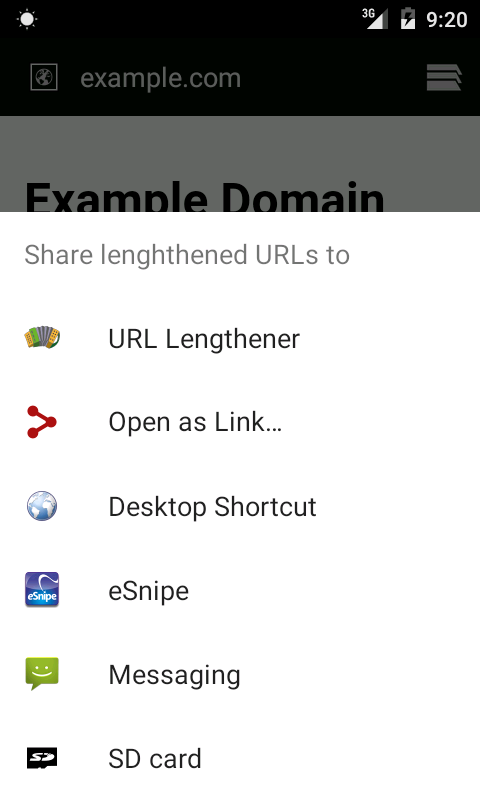 3G 9:20
example.com
Example Domain
Share lenghthened URLs to
URL Lengthener
Open as Link...
Desktop Shortcut
eSnipe eSnipe
Messaging
SD SD card